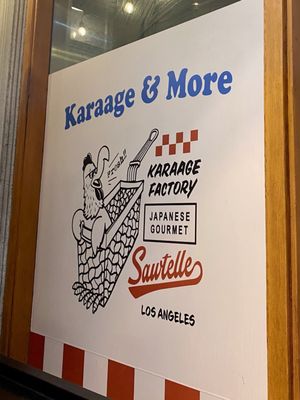 Karaage & More
KARAAGE
FACTORY
JAPANESE
GOURMET
Sawtelle
LOS ANGELES